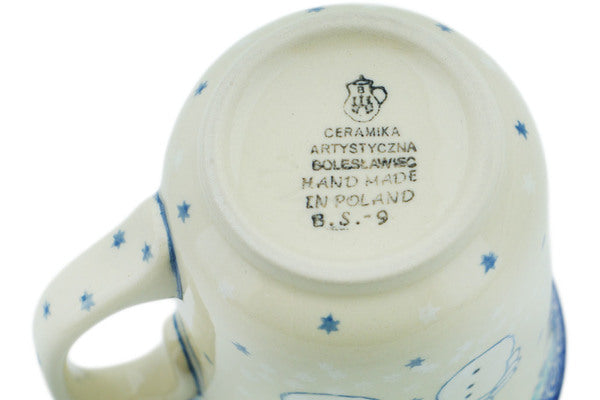 CERAMIKA
ARTYSTYCZNA
BOLESŁAWIEC
HAND MADE
IN POLAND
B.S.-9